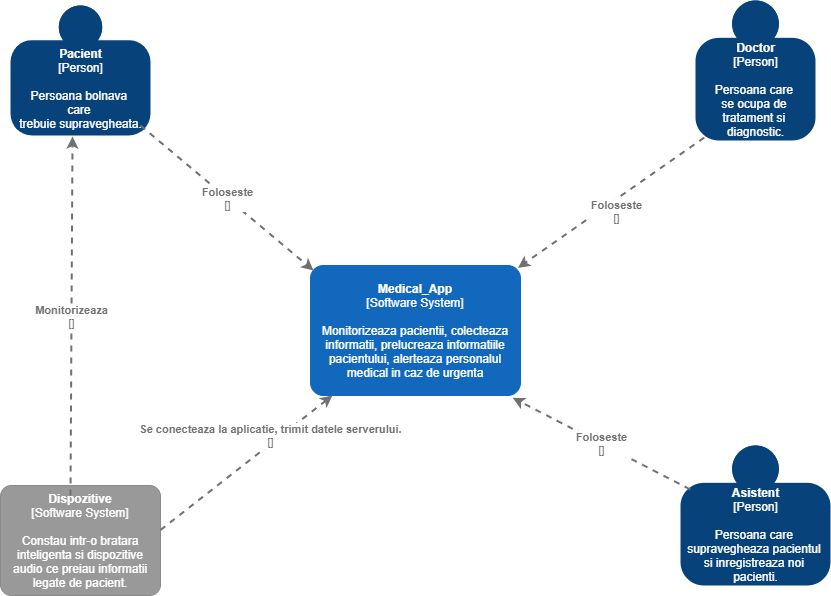 Pacient
[Person]
Persoana bolnava
care
trebuie supravegheata.
Doctor
[Person]
Persoana care
se ocupa de
tratament si
diagnostic.
Foloseste
[]
Foloseste
[]
Medical_App
[Software System]
Monitorizeaza pacientii, colecteaza
informatii, prelucreaza informatiile
pacientului, alerteaza personalul
medical in caz de urgenta
Monitorizeaza
[]
Se conecteaza la aplicatie, trimit datele serverului.
[]
Foloseste
[]
Dispozitive
[Software System]
Constau intr-o bratara
inteligenta si dispozitive
audio ce preiau informatii
legate de pacient.
Asistent
[Person]
Persoana care
supravegheaza pacientul
si inregistreaza noi
pacienti.